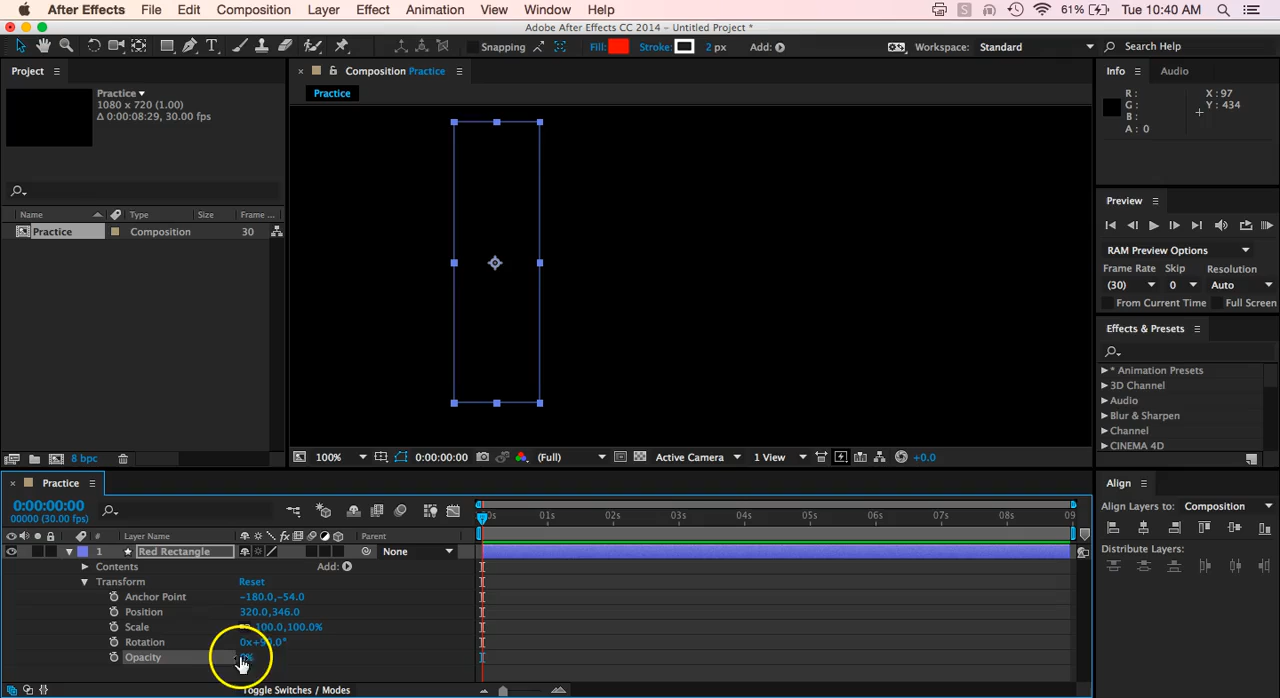 After Effects File Edit Composition Layer Effect Animation View Window Help 61% Tue 10:40 AM
Adobe After Effects CC 2014 - Untitled Project *
Snapping Fill: Stroke: 2 px Add: Workspace: Standard Search Help
Project Composition Practice Info Audio
Practice
Practice
1080 x 720 (1.00)
Δ 0:00:08:29, 30.00 fps
R :
G :
B :
A : 0
X : 97
Y : 434
Preview
Name Type Size Frame ...
Practice Composition 30
RAM Preview Options
Frame Rate Skip Resolution
(30) 0 Auto
From Current Time Full Screen
Effects & Presets
* Animation Presets
3D Channel
Audio
Blur & Sharpen
Channel
CINEMA 4D
8 bpc 100% 0:00:00:00 (Full) Active Camera 1 View +0.0
Practice Align
0:00:00:00
00000 (30.00 fps)
Align Layers to: Composition
01s 02s 03s 04s 05s 06s 07s 08s 09
# Layer Name Parent
Distribute Layers:
1 Red Rectangle None
Contents Add:
Transform Reset
Anchor Point -180.0,-54.0
Position 320.0,346.0
Scale 100.0,100.0%
Rotation
Opacity 0%
Toggle Switches / Modes